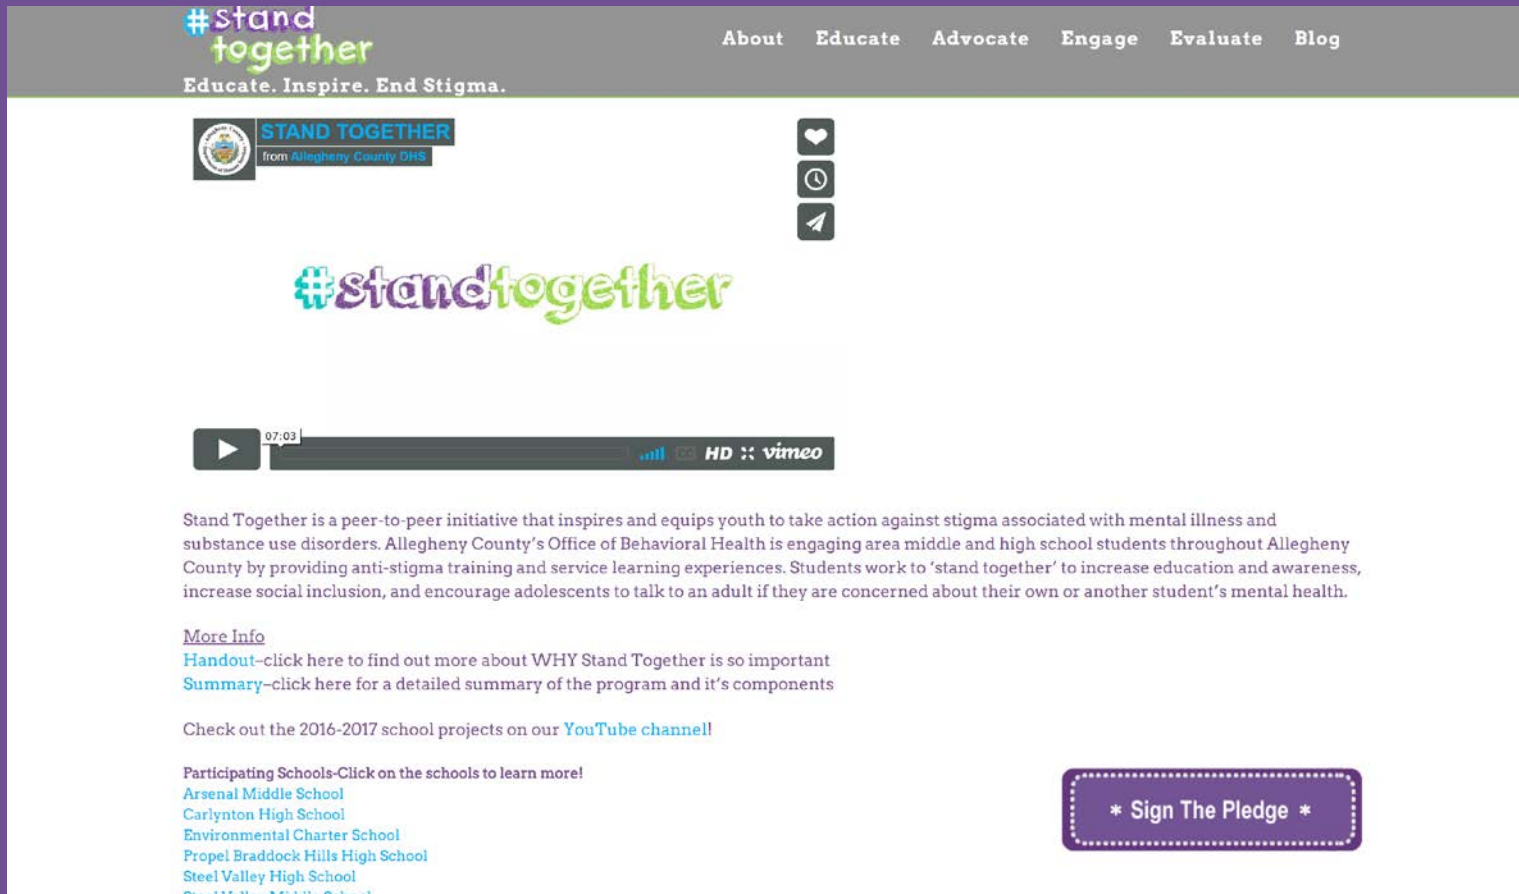 #stand
together
Educate. Inspire. End Stigma.
About Educate Advocate Engage Evaluate Blog
STAND TOGETHER
from Allegheny County DHS
#standtogether
07:03
CC HD vimeo
Stand Together is a peer-to-peer initiative that inspires and equips youth to take action against stigma associated with mental illness and
substance use disorders. Allegheny County's Office of Behavioral Health is engaging area middle and high school students throughout Allegheny
County by providing anti-stigma training and service learning experiences. Students work to 'stand together' to increase education and awareness,
increase social inclusion, and encourage adolescents to talk to an adult if they are concerned about their own or another student's mental health.
More Info
Handout–click here to find out more about WHY Stand Together is so important
Summary–click here for a detailed summary of the program and it's components
Check out the 2016-2017 school projects on our YouTube channel!
Participating Schools-Click on the schools to learn more!
Arsenal Middle School
Carlynton High School
Environmental Charter School
Propel Braddock Hills High School
Steel Valley High School
Steel Valley Middle School
* Sign The Pledge *